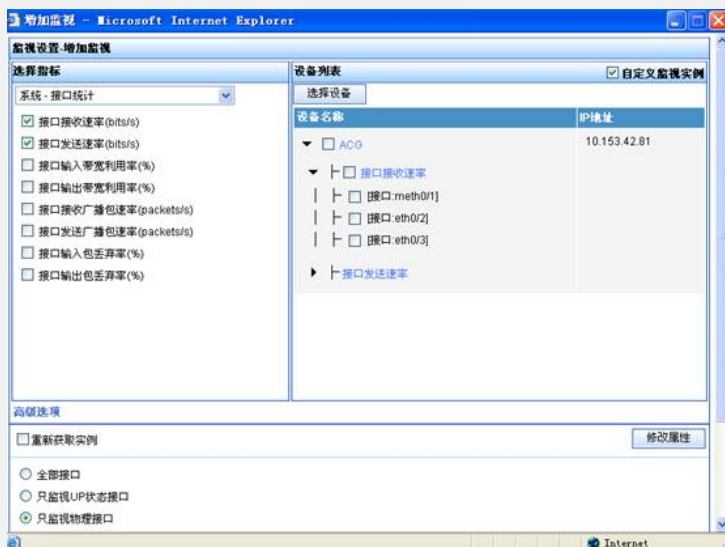 增加监视 - Microsoft Internet Explorer
监视设置-增加监视
选择指标
系统 - 接口统计
接口接收速率(bits/s)
接口发送速率(bits/s)
接口输入带宽利用率(%)
接口输出带宽利用率(%)
接口接收广播包速率(packets/s)
接口发送广播包速率(packets/s)
接口输入包丢弃率(%)
接口输出包丢弃率(%)
设备列表
自定义监视实例
选择设备
设备名称 IP地址
ACG 10.153.42.81
接口接收速率
[接口:meth0/1]
[接口:eth0/2]
[接口:eth0/3]
接口发送速率
高级选项
重新获取实例
修改属性
全部接口
只监视UP状态接口
只监视物理接口
Internet